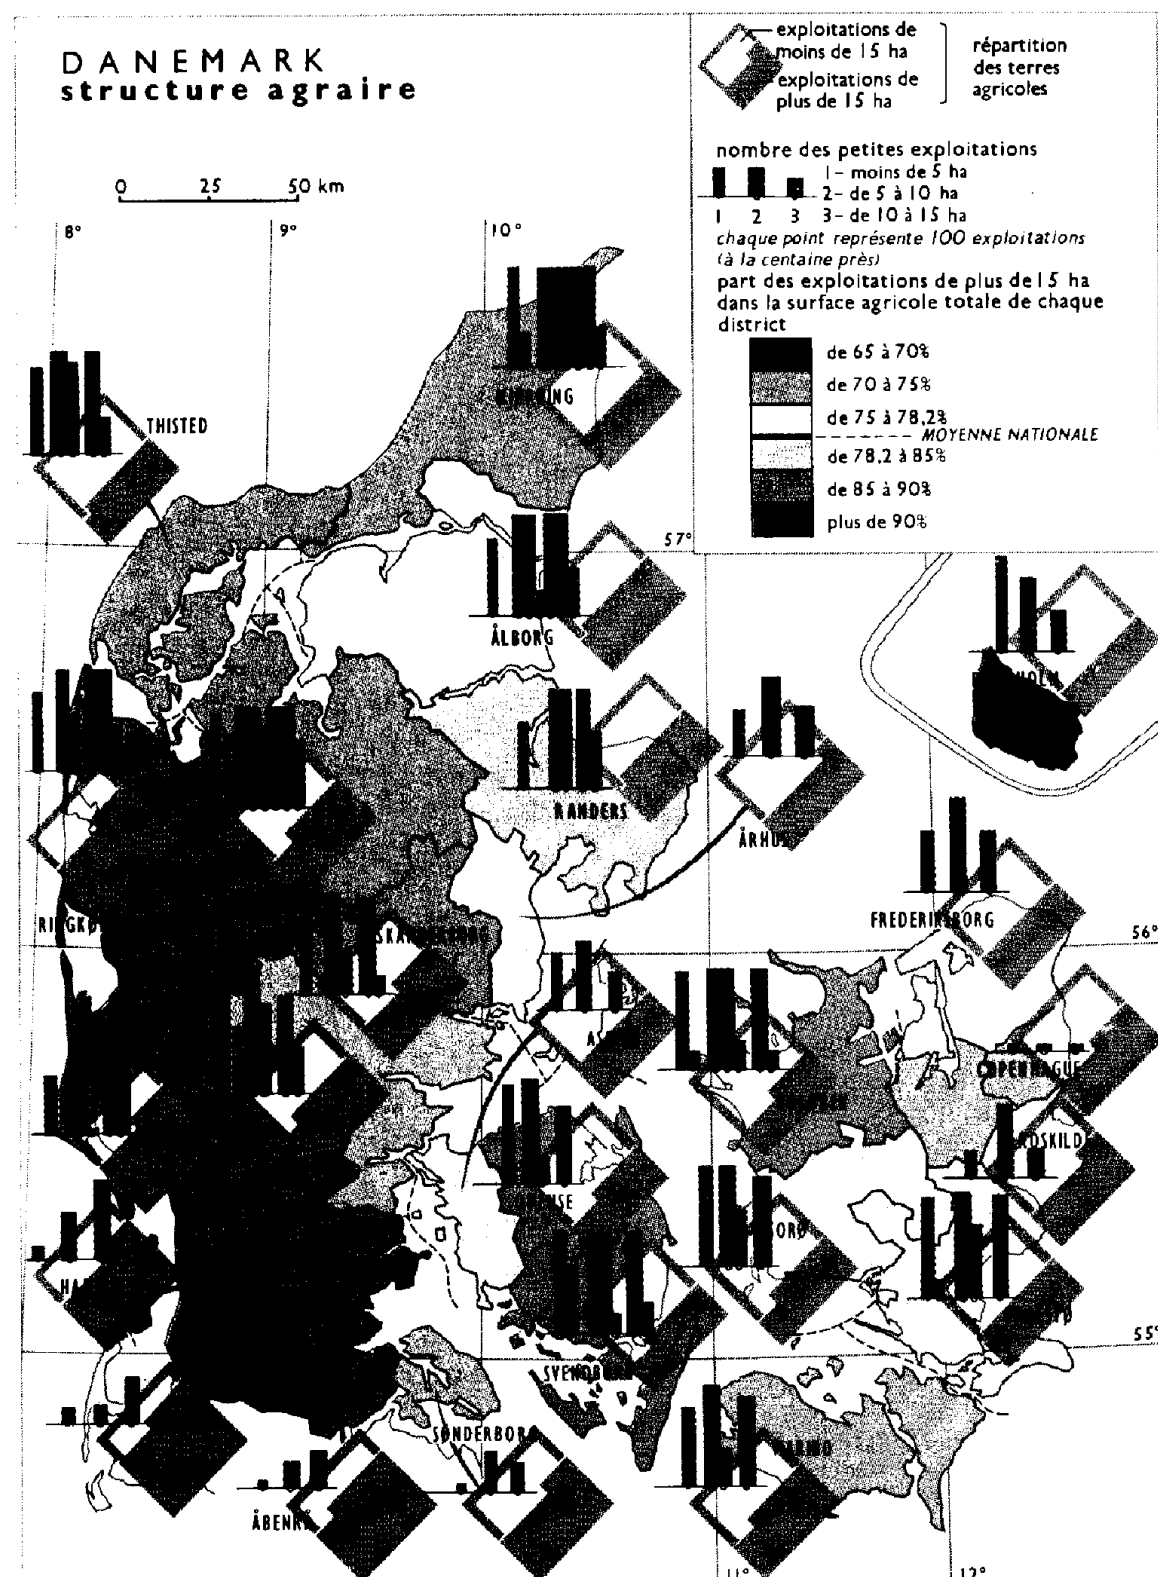 DANEMARK
structure agraire
0 25 50 km
exploitations de
moins de 15 ha
exploitations de
plus de 15 ha
répartition
des terres
agricoles
nombre des petites exploitations
1- moins de 5 ha
2- de 5 à 10 ha
1 2 3 3- de 10 à 15 ha
chaque point représente 100 exploitations
(à la centaine près)
part des exploitations de plus de 15 ha
dans la surface agricole totale de chaque
district
de 65 à 70%
de 70 à 75%
de 75 à 78,2%
MOYENNE NATIONALE
de 78,2 à 85%
de 85 à 90%
plus de 90%
8° 9° 10°
THISTED
57°
ÅLBORG
RANDERS
ÅRHUS
FREDERIKSBORG
56°
COPENHAGUE
55°
SØNDERBORG
ÅBENRÅ
11° 12°